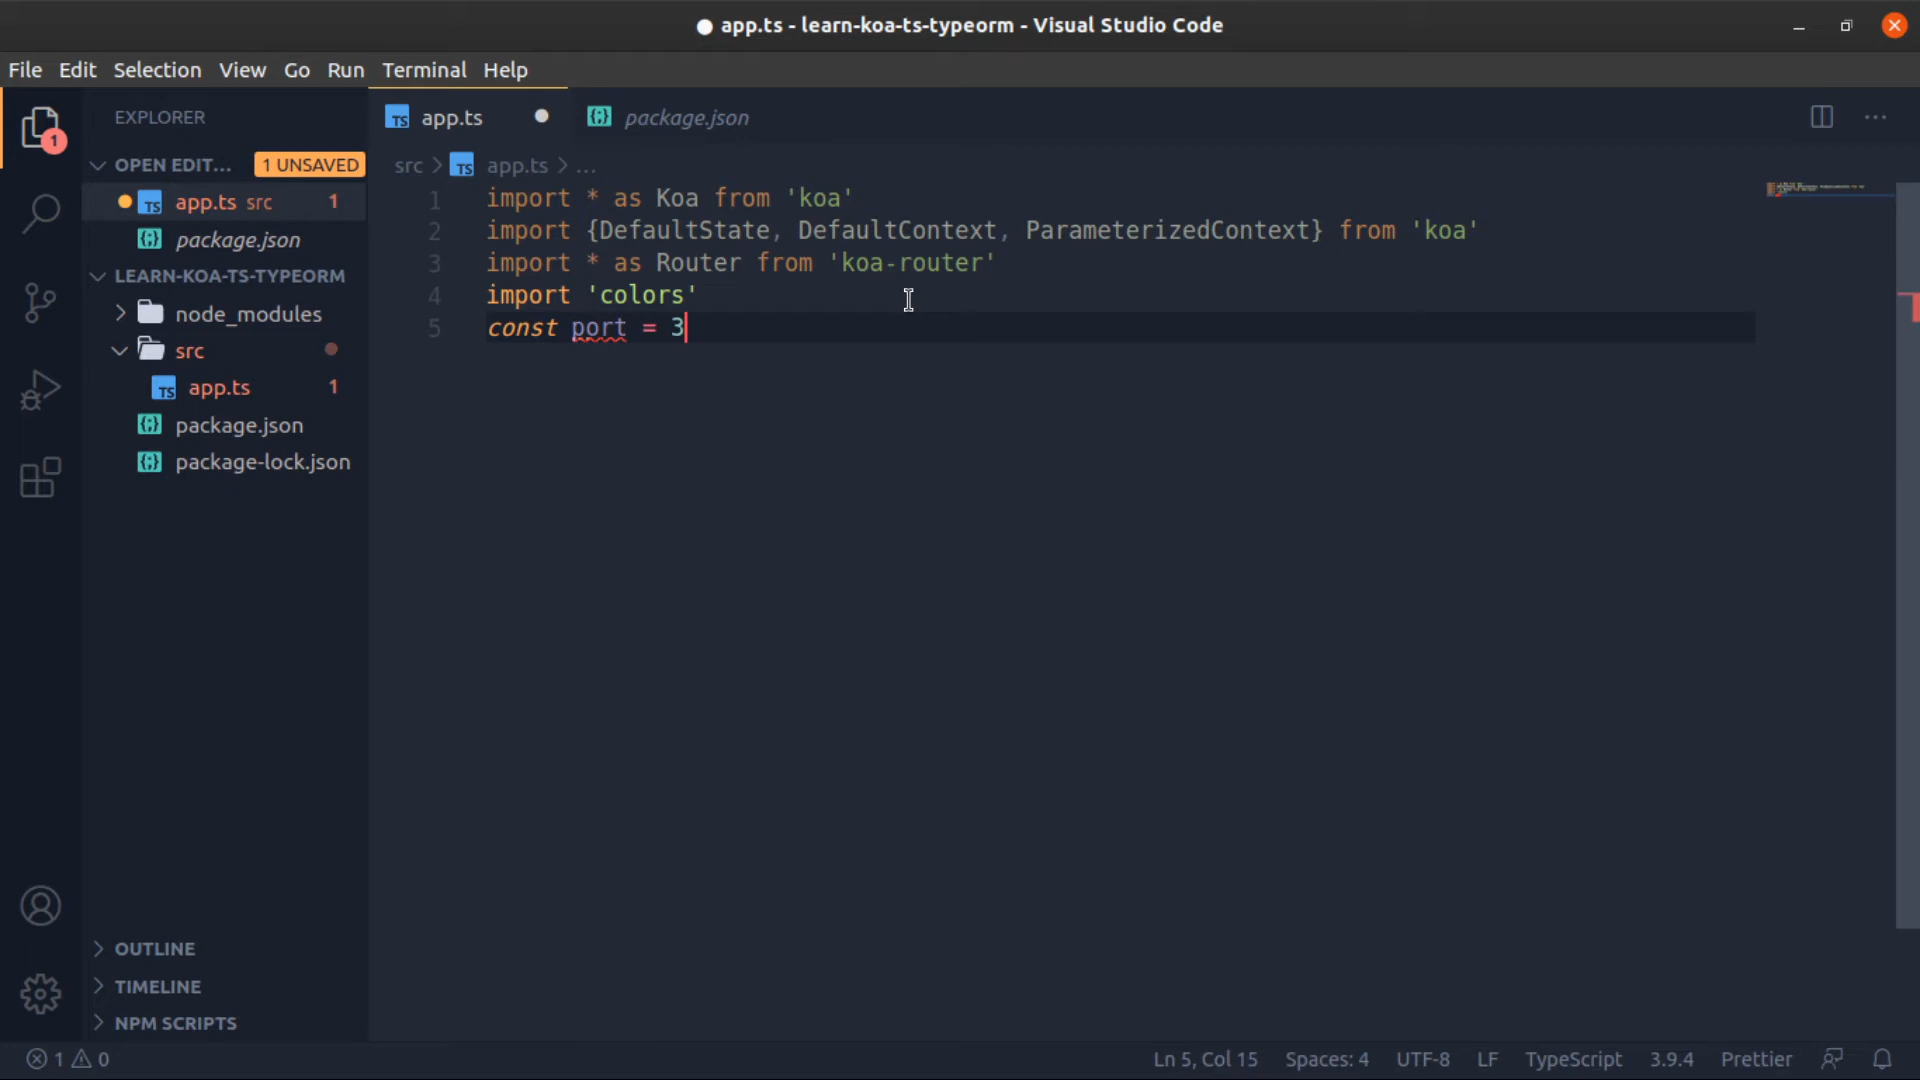 app.ts - learn-koa-ts-typeorm - Visual Studio Code
File Edit Selection View Go Run Terminal Help
1
EXPLORER
OPEN EDIT... 1 UNSAVED
TS app.ts src 1
package.json
LEARN-KOA-TS-TYPEORM
node_modules
src
TS app.ts 1
package.json
package-lock.json
OUTLINE
TIMELINE
NPM SCRIPTS
TS app.ts
package.json
src > TS app.ts > ...
1 import * as Koa from 'koa'
2 import {DefaultState, DefaultContext, ParameterizedContext} from 'koa'
3 import * as Router from 'koa-router'
4 import 'colors'
5 const port = 3
1 0
Ln 5, Col 15 Spaces: 4 UTF-8 LF TypeScript 3.9.4 Prettier